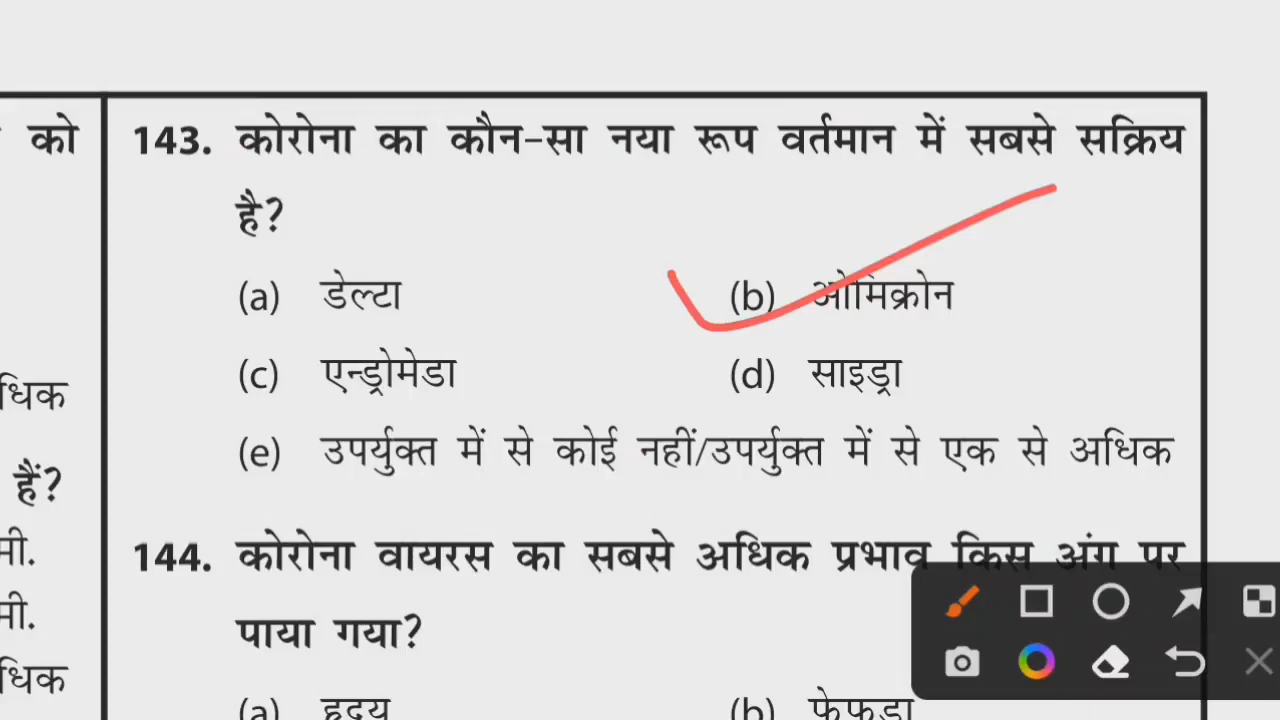 को
143. कोरोना का कौन-सा नया रूप वर्तमान में सबसे सक्रिय
है?
(a) डेल्टा (b) ओमिक्रोन
(c) एन्ड्रोमेडा (d) साइड्रा
(e) उपर्युक्त में से कोई नहीं/उपर्युक्त में से एक से अधिक
धिक
हैं?
144. कोरोना वायरस का सबसे अधिक प्रभाव किस अंग पर
पाया गया?
मी.
मी.
धिक
(a) हृदय (b) फेफड़ा